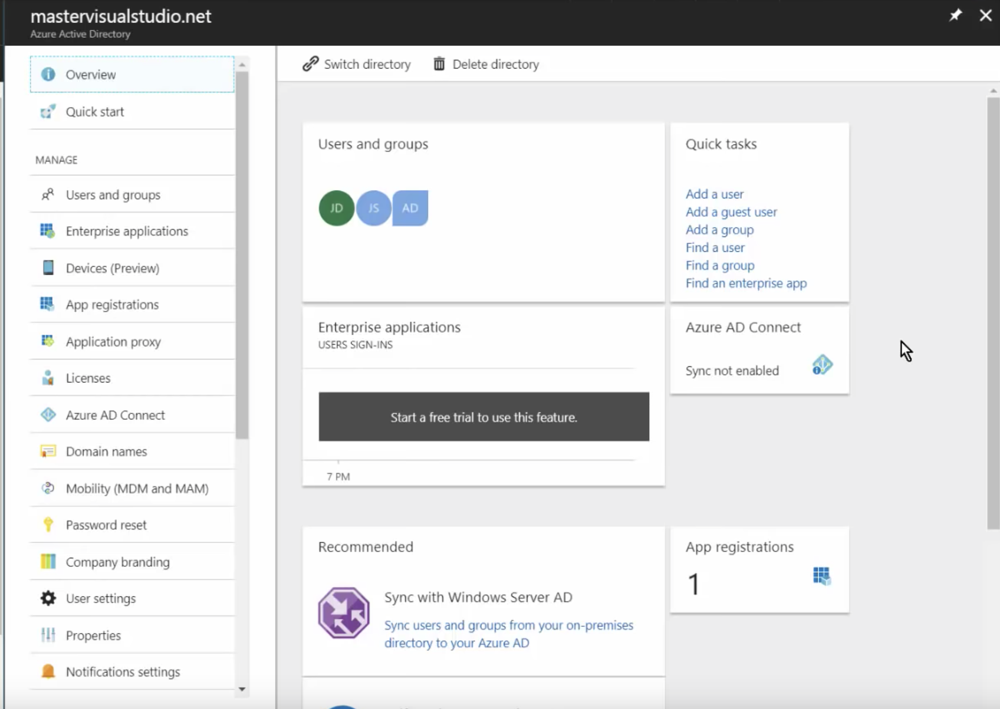 mastervisualstudio.net
Azure Active Directory
Overview
Quick start
MANAGE
Users and groups
Enterprise applications
Devices (Preview)
App registrations
Application proxy
Licenses
Azure AD Connect
Domain names
Mobility (MDM and MAM)
Password reset
Company branding
User settings
Properties
Notifications settings
Switch directory
Delete directory
Users and groups
JD
JS
AD
Quick tasks
Add a user
Add a guest user
Add a group
Find a user
Find a group
Find an enterprise app
Enterprise applications
USERS SIGN-INS
Start a free trial to use this feature.
7 PM
Azure AD Connect
Sync not enabled
Recommended
Sync with Windows Server AD
Sync users and groups from your on-premises
directory to your Azure AD
App registrations
1